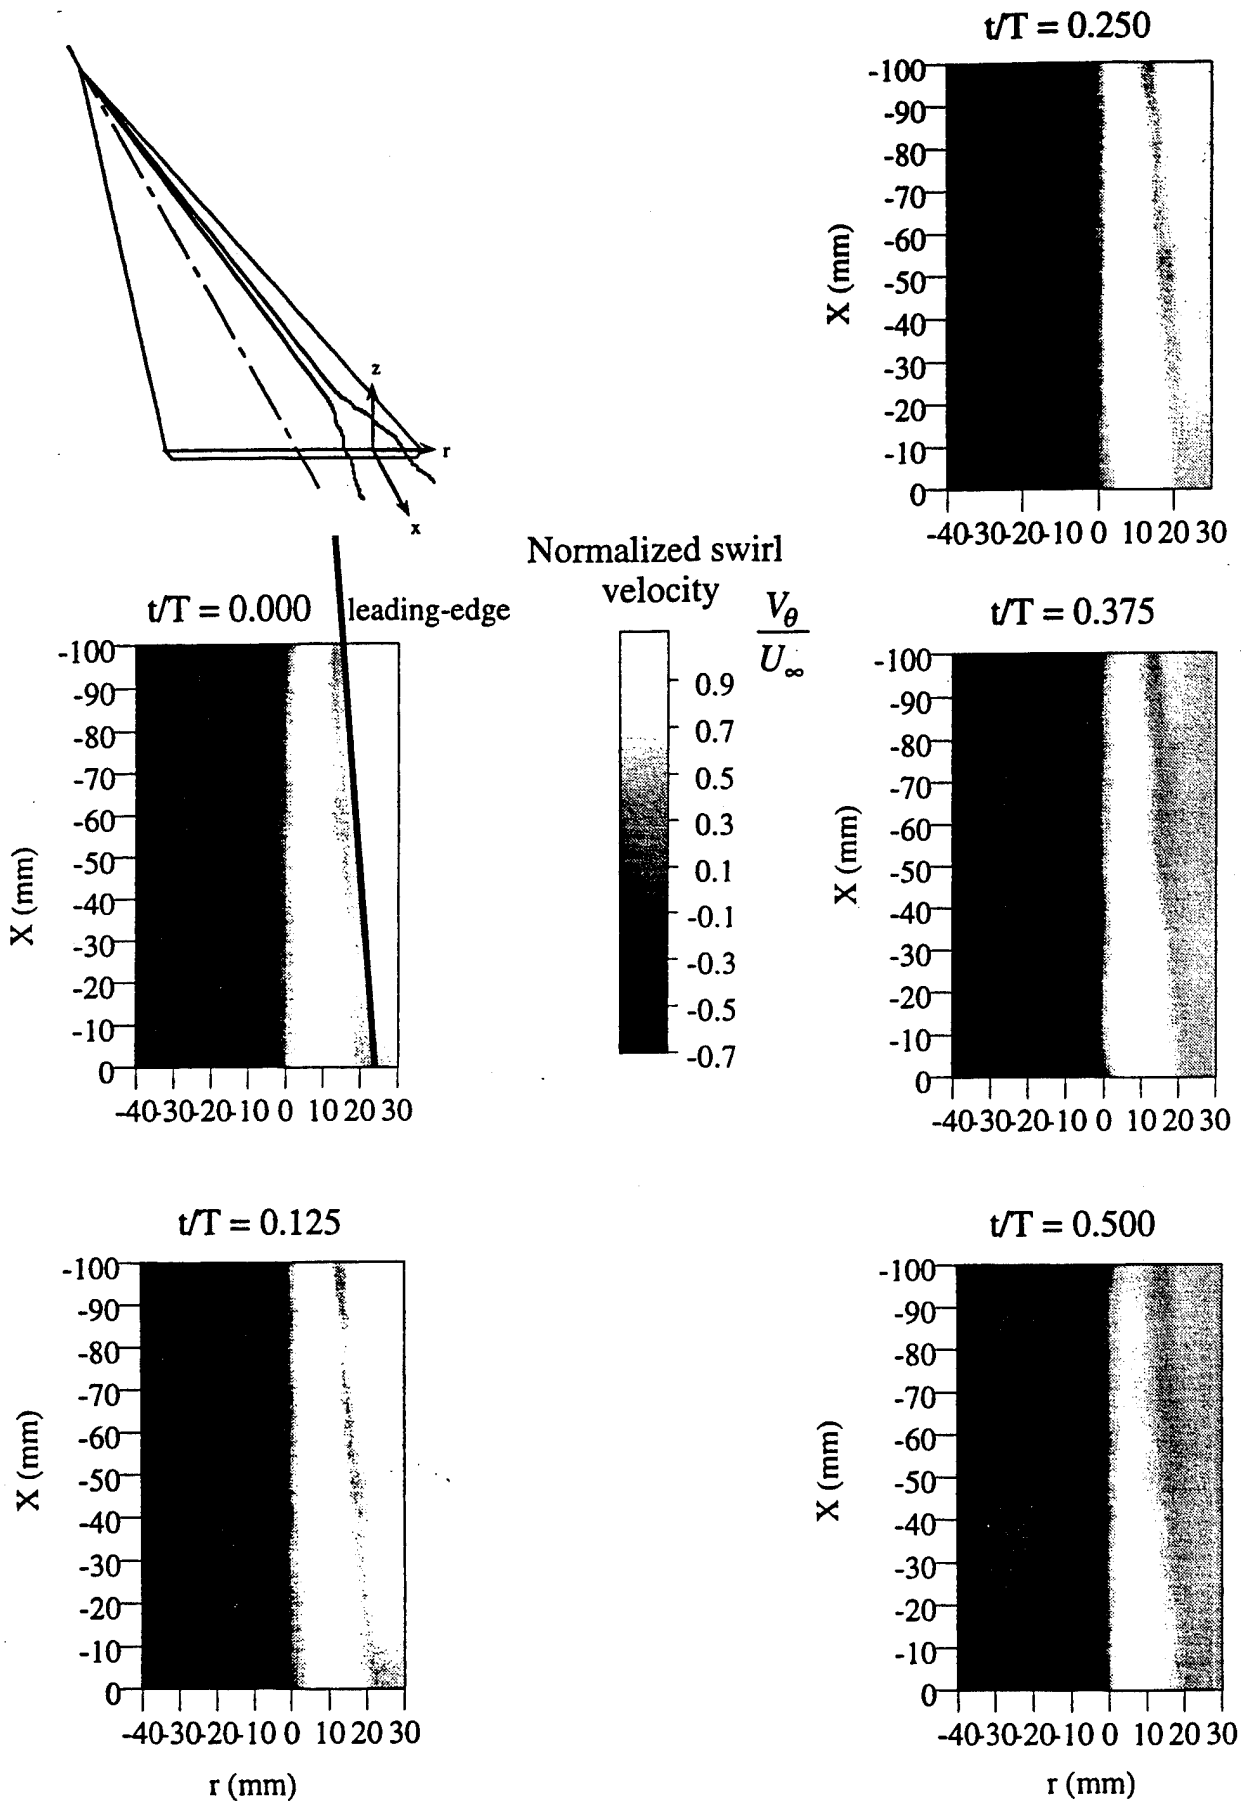 z
r
x
t/T = 0.250
-100
-90
-80
-70
-60
-50
-40
-30
-20
-10
0
X (mm)
-40-30-20-10 0 10 20 30
Normalized swirl
velocity
Vθ
U∞
0.9
0.7
0.5
0.3
0.1
-0.1
-0.3
-0.5
-0.7
t/T = 0.000
leading-edge
-100
-90
-80
-70
-60
-50
-40
-30
-20
-10
0
X (mm)
-40-30-20-10 0 10 20 30
t/T = 0.375
-100
-90
-80
-70
-60
-50
-40
-30
-20
-10
0
X (mm)
-40-30-20-10 0 10 20 30
t/T = 0.125
-100
-90
-80
-70
-60
-50
-40
-30
-20
-10
0
X (mm)
-40-30-20-10 0 10 20 30
r (mm)
t/T = 0.500
-100
-90
-80
-70
-60
-50
-40
-30
-20
-10
0
X (mm)
-40-30-20-10 0 10 20 30
r (mm)